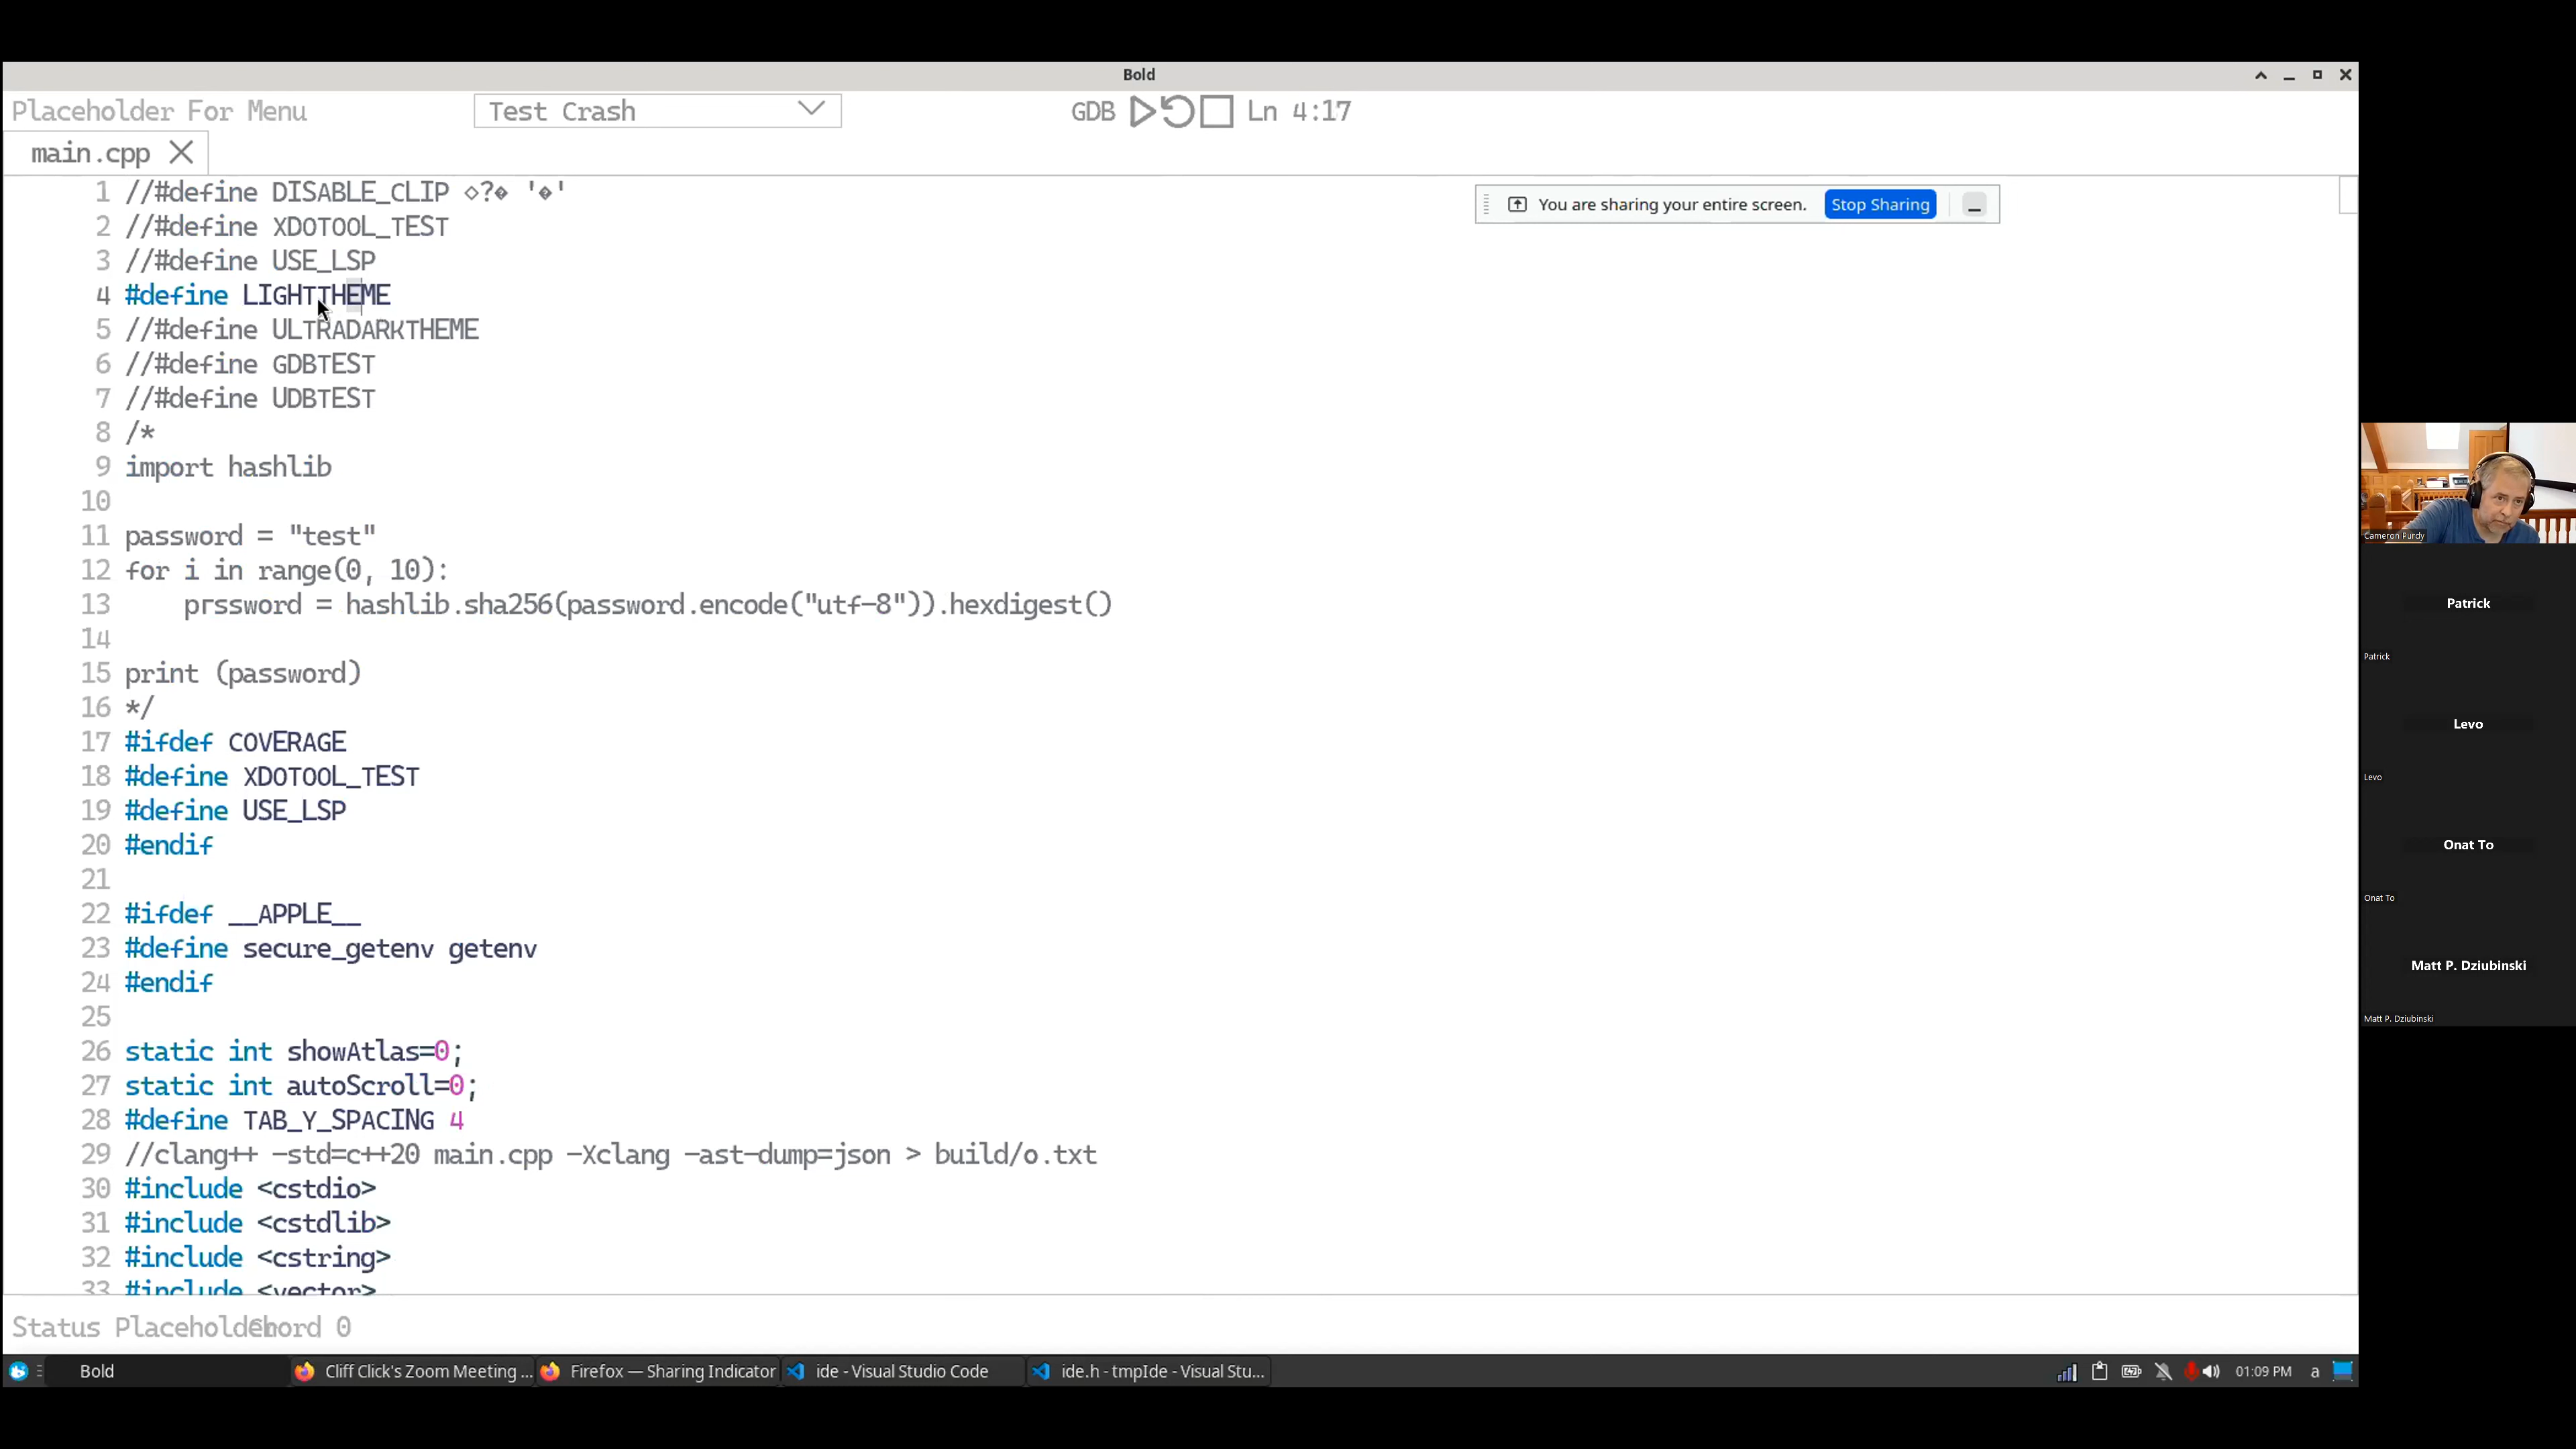 Bold
Placeholder For Menu
Test Crash
GDB
Ln 4:17
main.cpp
You are sharing your entire screen.
Stop Sharing
1 //#define DISABLE_CLIP ◇?� '�'
2 //#define XDOTOOL_TEST
3 //#define USE_LSP
4 #define LIGHTTHEME
5 //#define ULTRADARKTHEME
6 //#define GDBTEST
7 //#define UDBTEST
8 /*
9 import hashlib
10
11 password = "test"
12 for i in range(0, 10):
13     prssword = hashlib.sha256(password.encode("utf-8")).hexdigest()
14
15 print (password)
16 */
17 #ifdef COVERAGE
18 #define XDOTOOL_TEST
19 #define USE_LSP
20 #endif
21
22 #ifdef __APPLE__
23 #define secure_getenv getenv
24 #endif
25
26 static int showAtlas=0;
27 static int autoScroll=0;
28 #define TAB_Y_SPACING 4
29 //clang++ -std=c++20 main.cpp -Xclang -ast-dump=json > build/o.txt
30 #include <cstdio>
31 #include <cstdlib>
32 #include <cstring>
33 #include <vector>
Status Placeholder
Chord 0
Bold
Cliff Click's Zoom Meeting ...
Firefox — Sharing Indicator
ide - Visual Studio Code
ide.h - tmpIde - Visual Stu...
01:09 PM
a
Cameron Purdy
Patrick
Patrick
Levo
Levo
Onat To
Onat To
Matt P. Dziubinski
Matt P. Dziubinski